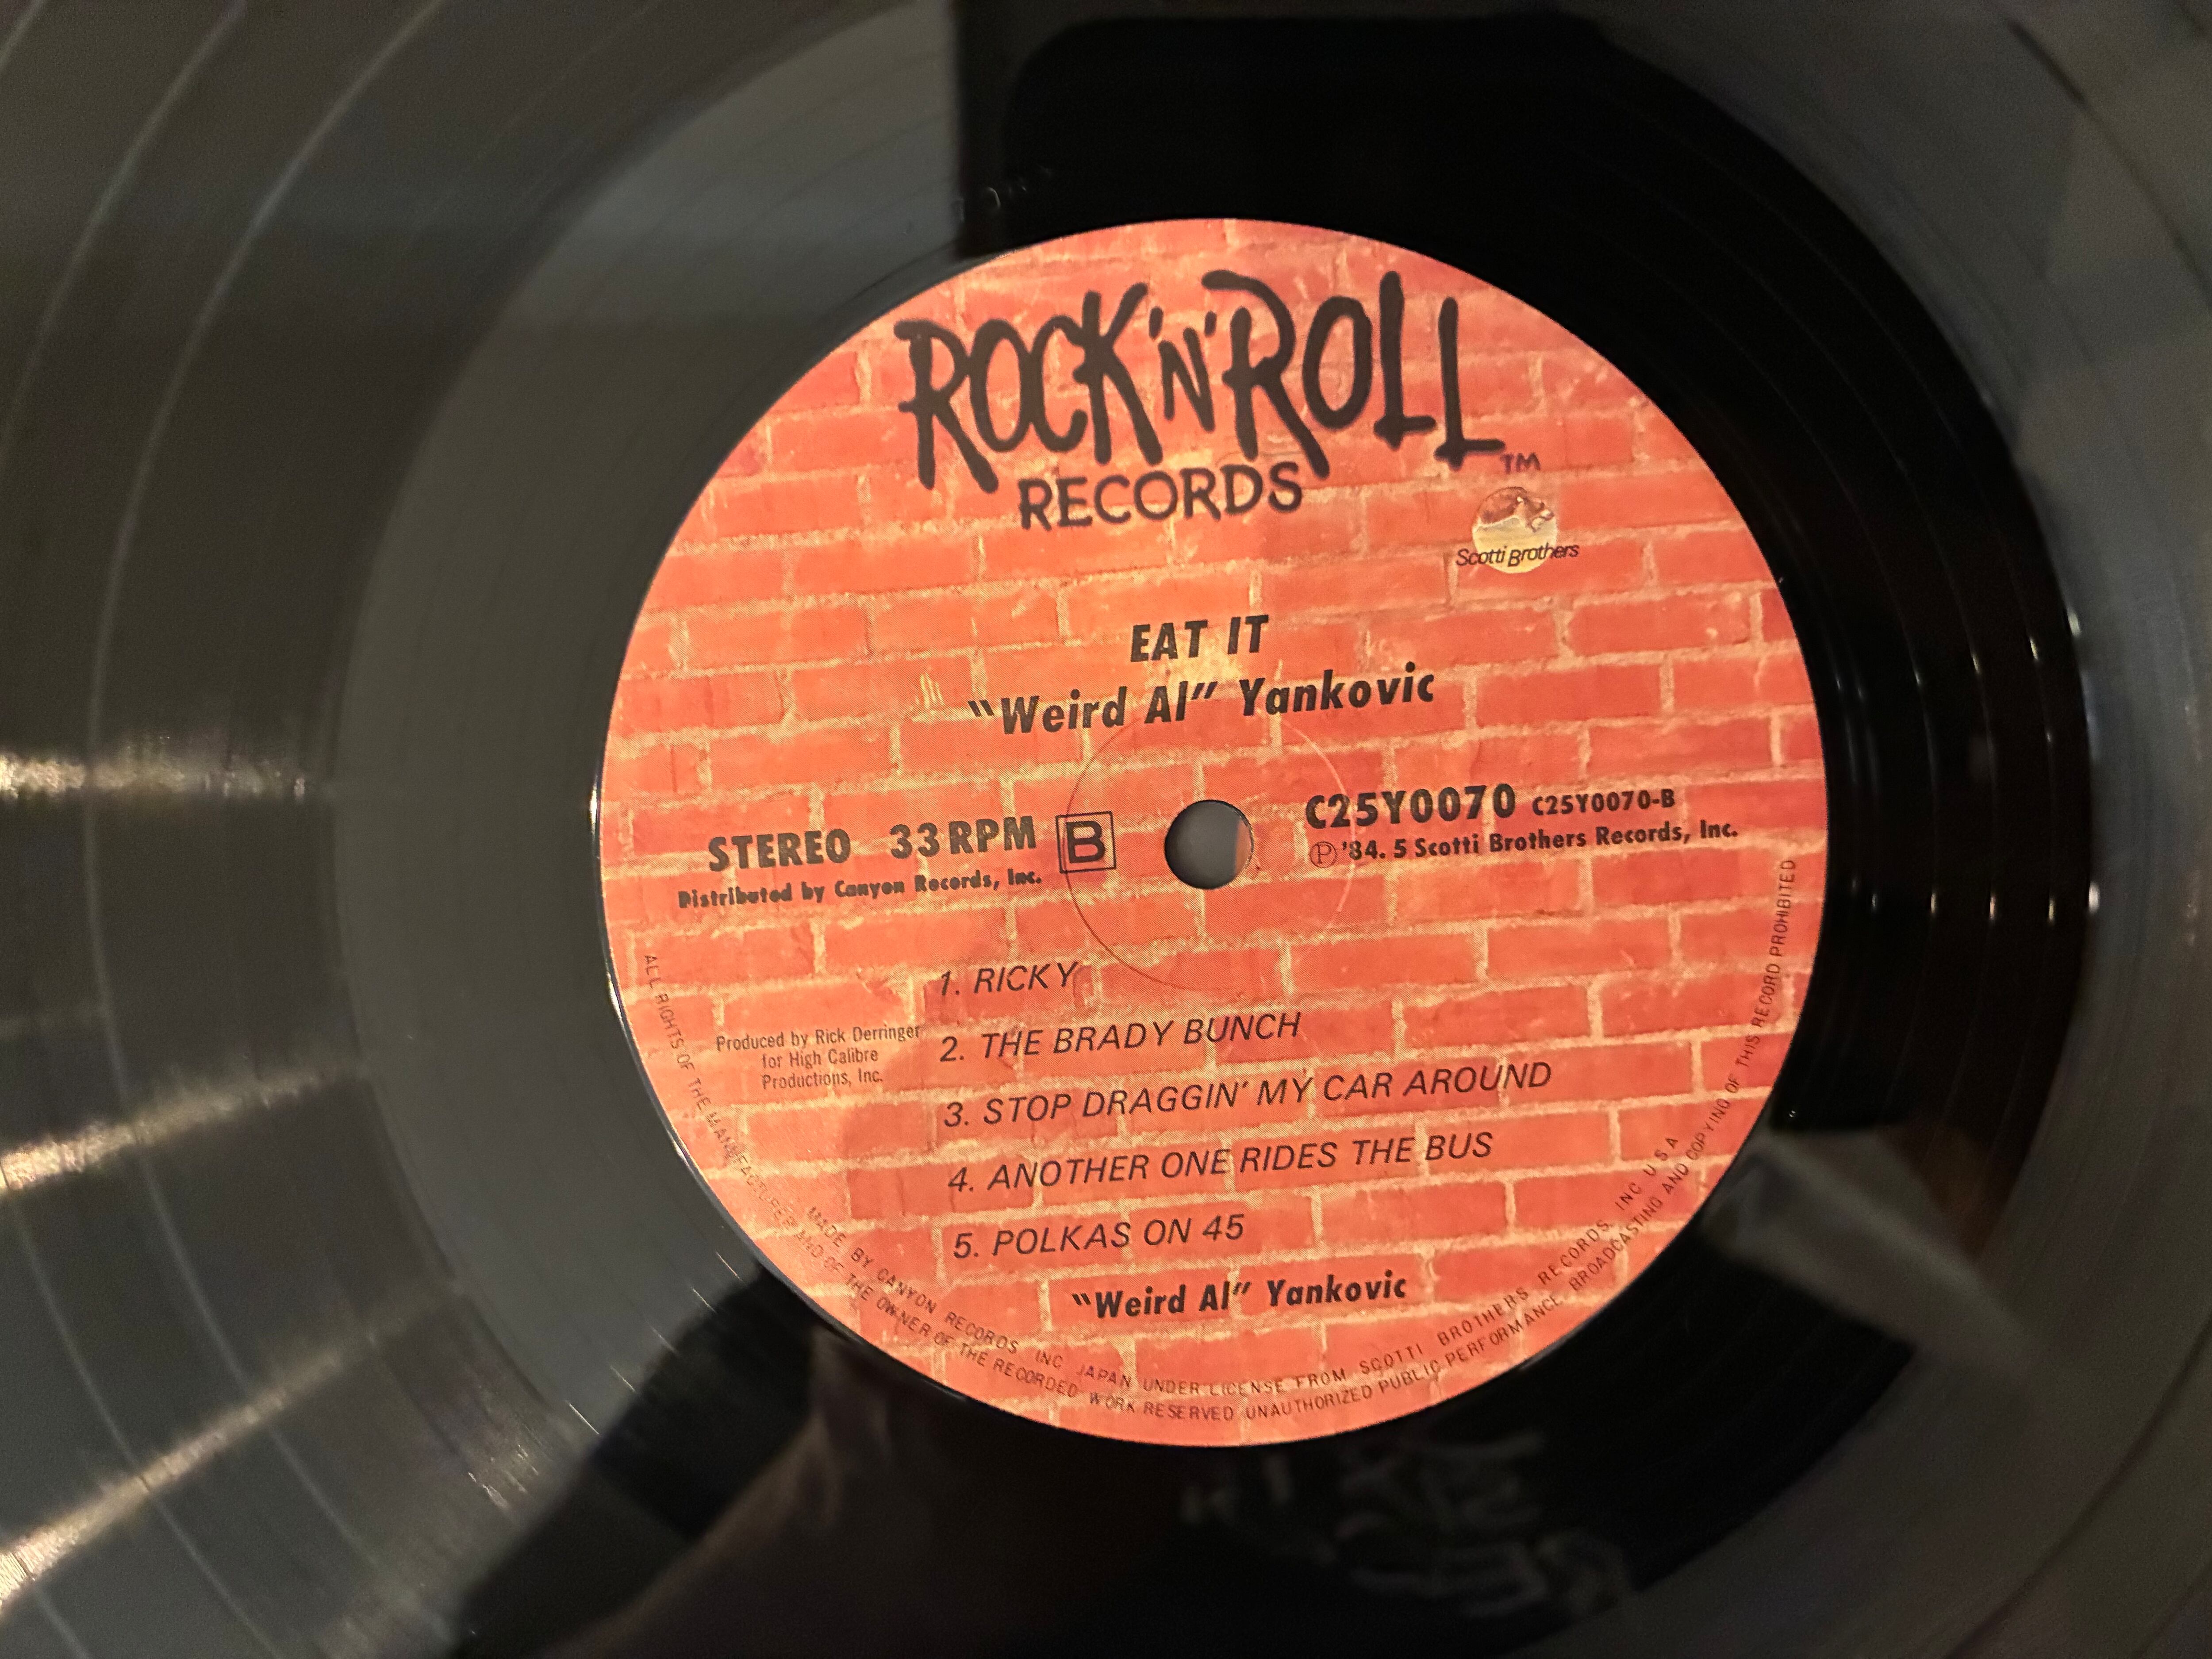 ROCK 'N' ROLL
RECORDS TM
Scotti Brothers
EAT IT
"Weird Al" Yankovic
STEREO 33 RPM B
Distributed by Canyon Records, Inc.
C25Y0070 C25Y0070-B
Ⓟ '84. 5 Scotti Brothers Records, Inc.
Produced by Rick Derringer
for High Calibre
Productions, Inc.
1. RICKY
2. THE BRADY BUNCH
3. STOP DRAGGIN' MY CAR AROUND
4. ANOTHER ONE RIDES THE BUS
5. POLKAS ON 45
"Weird Al" Yankovic
MADE BY CANYON RECORDS INC JAPAN UNDER LICENSE FROM SCOTTI BROTHERS RECORDS, INC U S A
ALL RIGHTS OF THE MANUFACTURER AND OF THE OWNER OF THE RECORDED WORK RESERVED UNAUTHORIZED PUBLIC PERFORMANCE BROADCASTING AND COPYING OF THIS RECORD PROHIBITED